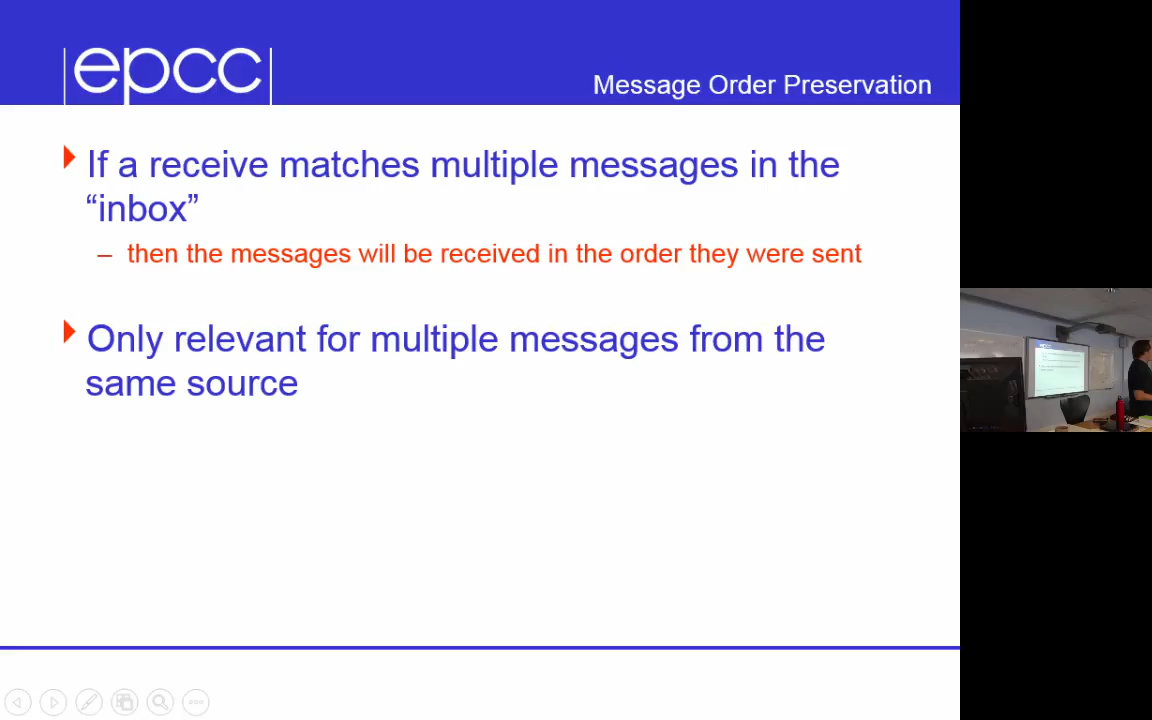 epcc
Message Order Preservation
If a receive matches multiple messages in the
“inbox”
– then the messages will be received in the order they were sent
Only relevant for multiple messages from the
same source